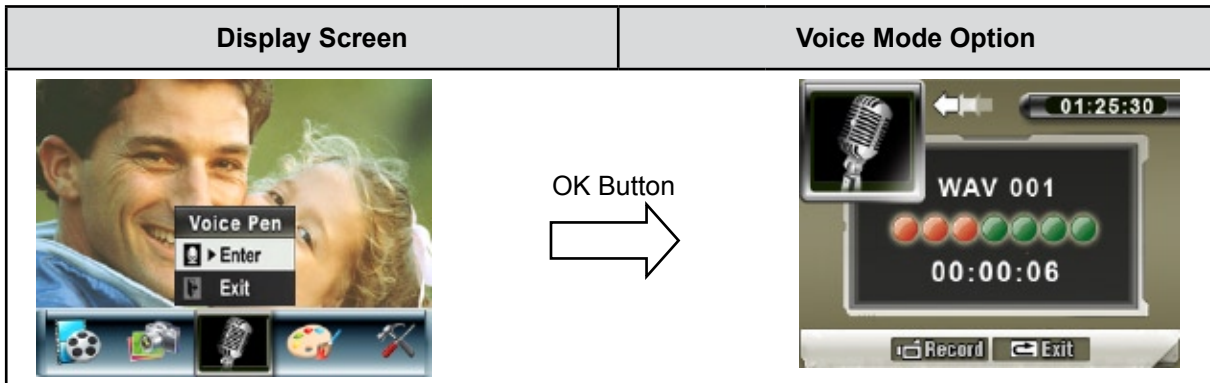 Display Screen
Voice Mode Option
Voice Pen
Enter
Exit
OK Button
01:25:30
WAV 001
00:00:06
Record Exit